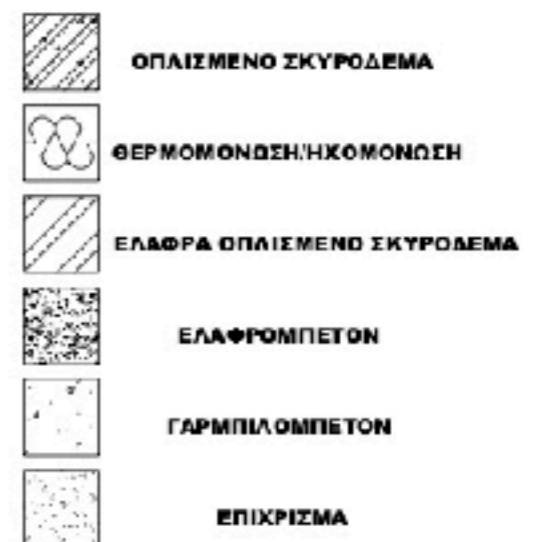 ΟΠΛΙΣΜΕΝΟ ΣΚΥΡΟΔΕΜΑ
ΘΕΡΜΟΜΟΝΩΣΗ/ΗΧΟΜΟΝΩΣΗ
ΕΛΑΦΡΑ ΟΠΛΙΣΜΕΝΟ ΣΚΥΡΟΔΕΜΑ
ΕΛΑΦΡΟΜΠΕΤΟΝ
ΓΑΡΜΠΙΛΟΜΠΕΤΟΝ
ΕΠΙΧΡΙΣΜΑ